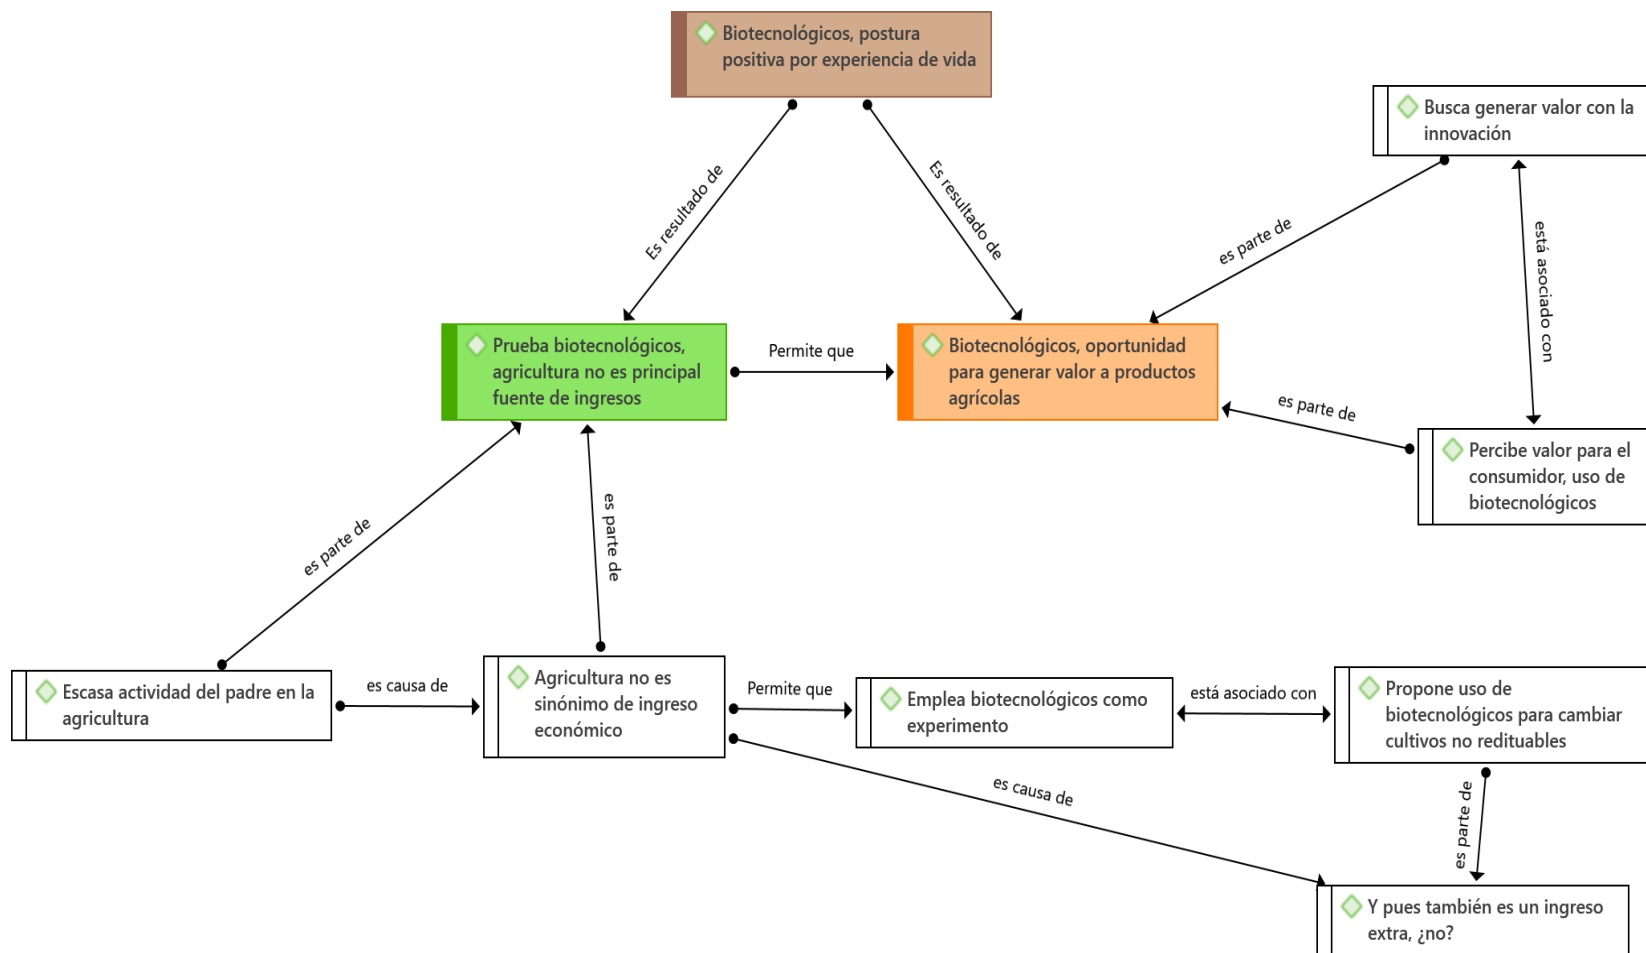 Biotecnológicos, postura
positiva por experiencia de vida
Busca generar valor con la
innovación
Es resultado de
Es resultado de
es parte de
está asociado con
Prueba biotecnológicos,
agricultura no es principal
fuente de ingresos
Permite que
Biotecnológicos, oportunidad
para generar valor a productos
agrícolas
es parte de
Percibe valor para el
consumidor, uso de
biotecnológicos
es parte de
es parte de
Escasa actividad del padre en la
agricultura
es causa de
Agricultura no es
sinónimo de ingreso
económico
Permite que
Emplea biotecnológicos como
experimento
está asociado con
Propone uso de
biotecnológicos para cambiar
cultivos no redituables
es causa de
es parte de
Y pues también es un ingreso
extra, ¿no?